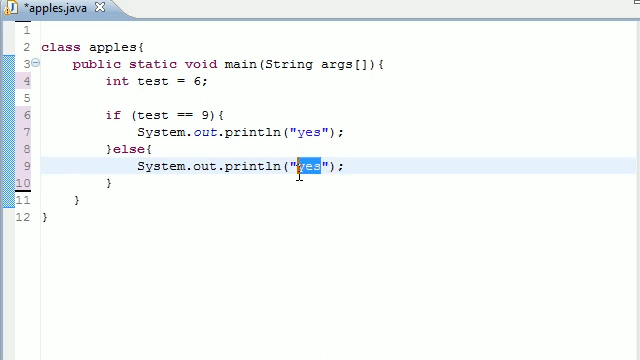 *apples.java
1
2 class apples{
3 public static void main(String args[]){
4 int test = 6;
5
6 if (test == 9){
7 System.out.println("yes");
8 }else{
9 System.out.println("yes");
10 }
11 }
12 }